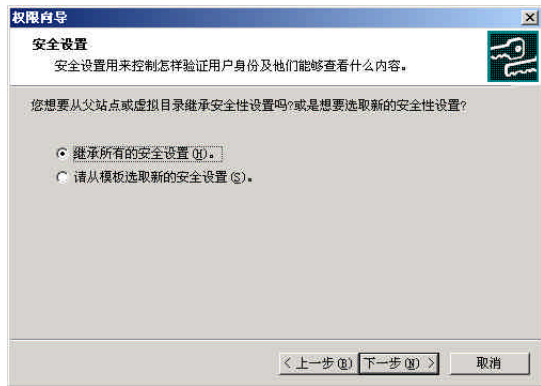 权限向导
安全设置
安全设置用来控制怎样验证用户身份及他们能够查看什么内容。
您想要从父站点或虚拟目录继承安全性设置吗?或是想要选取新的安全性设置?
继承所有的安全设置(H)。
请从模板选取新的安全设置(S)。
< 上一步(B) 下一步(N) > 取消